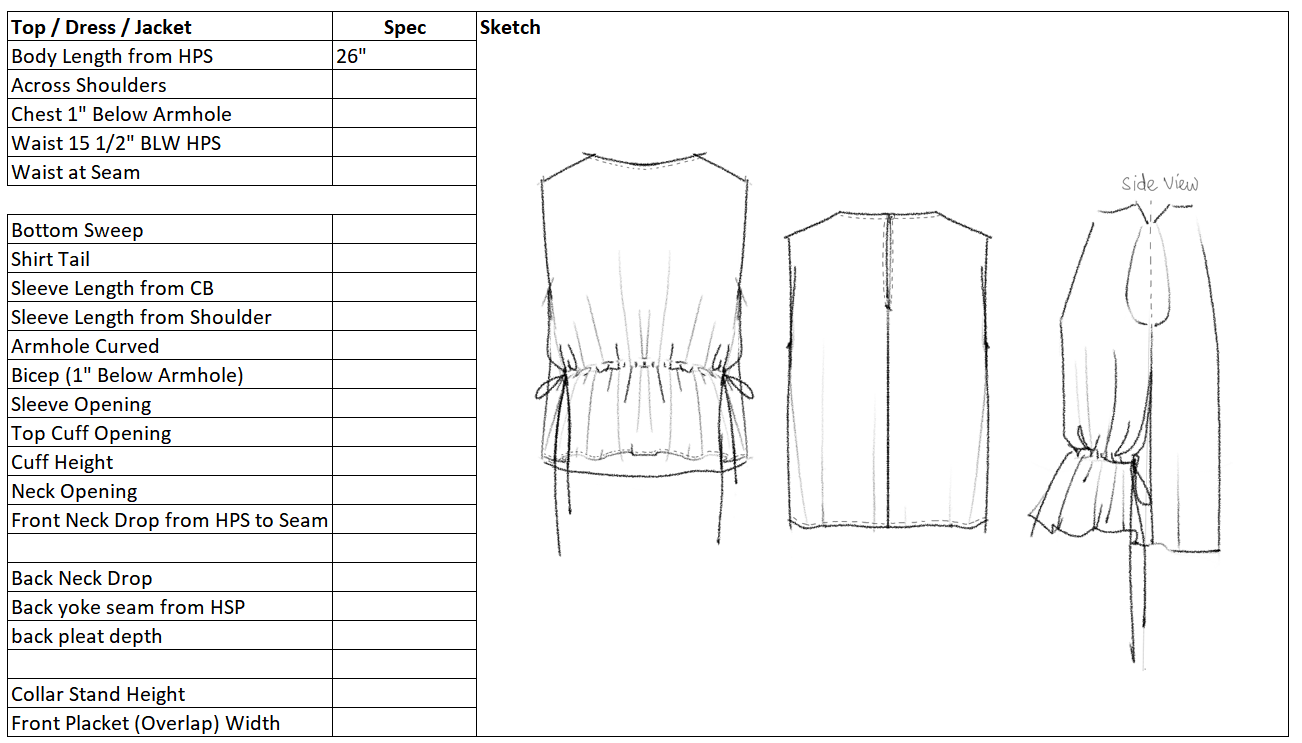 Top / Dress / Jacket Spec Sketch
Body Length from HPS 26"
Across Shoulders
Chest 1" Below Armhole
Waist 15 1/2" BLW HPS
Waist at Seam
Bottom Sweep
Shirt Tail
Sleeve Length from CB
Sleeve Length from Shoulder
Armhole Curved
Bicep (1" Below Armhole)
Sleeve Opening
Top Cuff Opening
Cuff Height
Neck Opening
Front Neck Drop from HPS to Seam
Back Neck Drop
Back yoke seam from HSP
back pleat depth
Collar Stand Height
Front Placket (Overlap) Width
side View